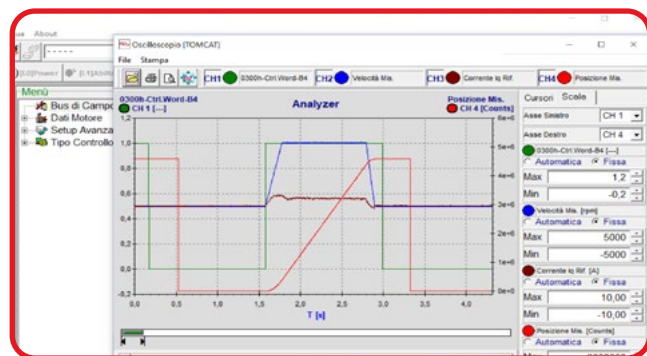 About
Oscilloscopio [TOMCAT]
File Stampa
CH1 0300h-Ctrl.Word-B4 CH2 Velocità Mis. CH3 Corrente Iq Rif. CH4 Posizione Mis.
Menù
Bus di Campo
Dati Motore
Setup Avanza
Tipo Controllo
0300h-Ctrl.Word-B4
CH 1 [---]
Analyzer
Posizione Mis.
CH 4 [Counts]
1,2
1,0
0,8
0,6
0,4
0,2
0,0
-0,2
6e+6
5e+6
4e+6
3e+6
2e+6
1e+6
0e+0
0,0 0,5 1,0 1,5 2,0 2,5 3,0 3,5 4,0
T [s]
Cursori Scale
Asse Sinistro CH 1
Asse Destro CH 4
0300h-Ctrl.Word-B4 [---]
Automatica Fissa
Max 1,2
Min -0,2
Velocità Mis. [rpm]
Automatica Fissa
Max 5000
Min -5000
Corrente Iq Rif. [A]
Automatica Fissa
Max 10,00
Min -10,00
Posizione Mis. [Counts]
Automatica Fissa